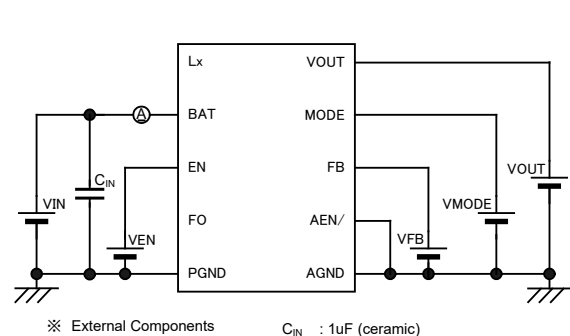 Lx
VOUT
A
BAT
MODE
EN
FB
VOUT
CIN
VIN
VMODE
FO
AEN/
VEN
VFB
PGND
AGND
※ External Components
CIN : 1uF (ceramic)